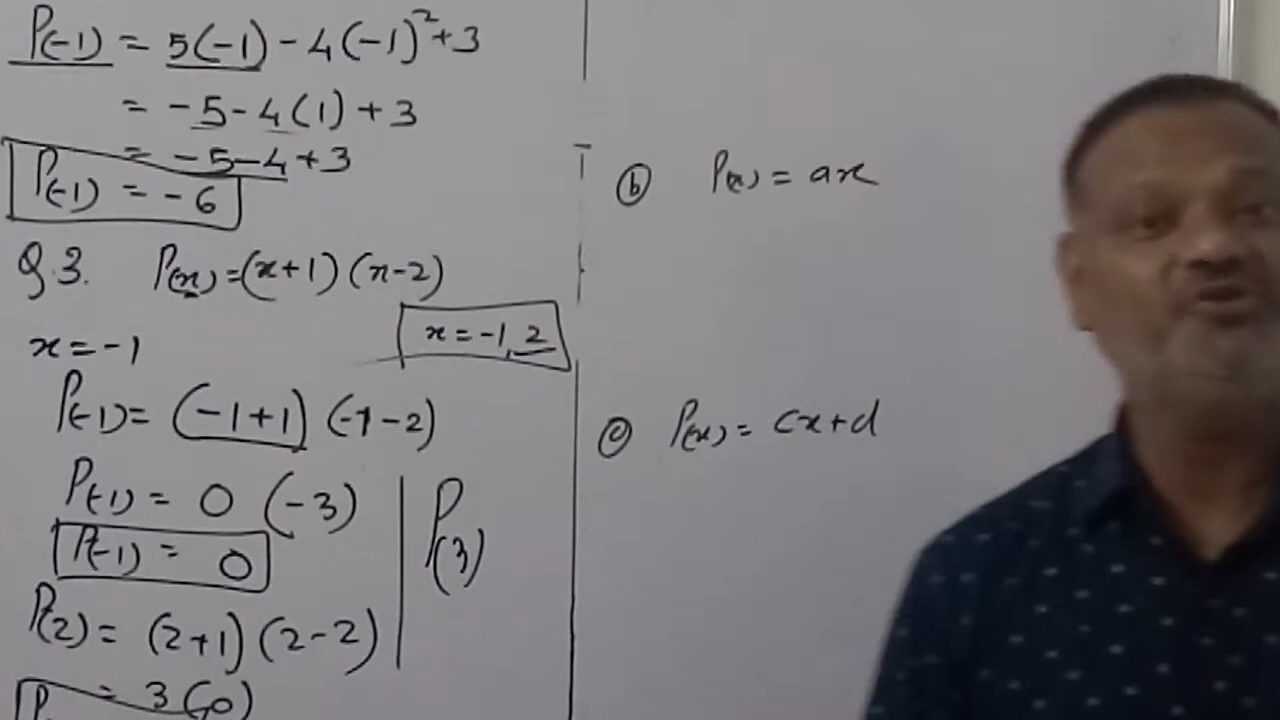 P(-1) = 5(-1) - 4(-1)² + 3
= -5 - 4(1) + 3
= -5 - 4 + 3
P(-1) = -6
Q.3. P(x) = (x+1)(x-2)
x = -1
x = -1, 2
P(-1) = (-1+1)(-1-2)
P(-1) = 0(-3)
P(-1) = 0
P(2) = (2+1)(2-2)
= 3(0)
P(3)
(b) P(x) = ax
(c) P(x) = cx+d